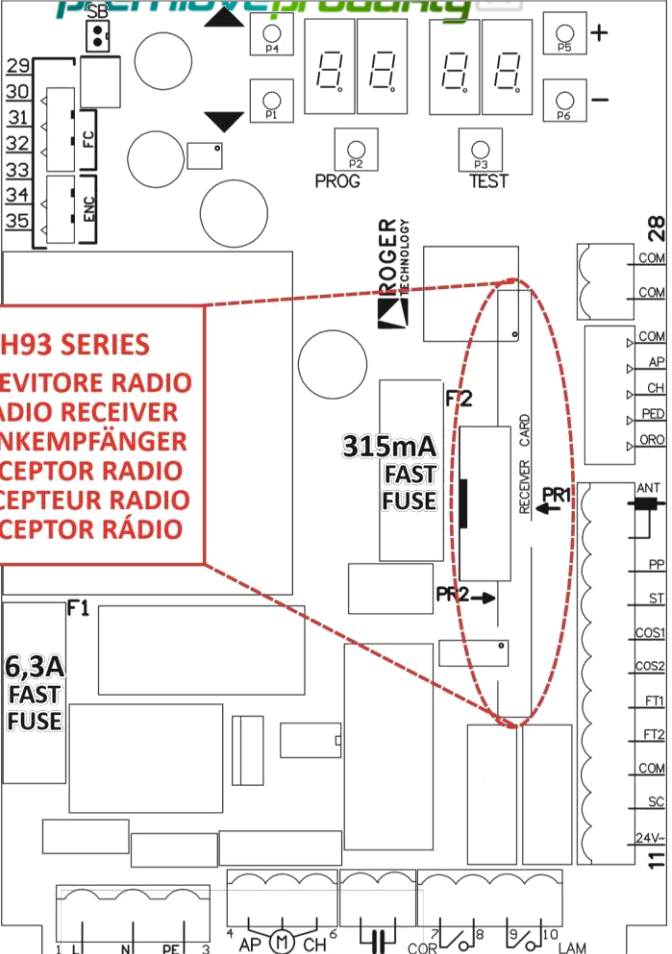 premioveproduкty
SB
P4
P5
+
29
30
31
32
33
34
35
FC
ENC
P1
P6
−
P2
P3
PROG
TEST
ROGER
TECHNOLOGY
28
COM
COM
COM
AP
CH
PED
ORO
H93 SERIES
EVITORE RADIO
ADIO RECEIVER
NKEMPFÄNGER
CEPTOR RADIO
CEPTEUR RADIO
CEPTOR RÁDIO
F2
315mA
FAST
FUSE
RECEIVER CARD
PR1
PR2
ANT
PP
ST
COS1
COS2
FT1
FT2
COM
SC
24V~
11
F1
6,3A
FAST
FUSE
1 L N PE 3
4 AP M CH 6
COR 7 8 9 10 LAM